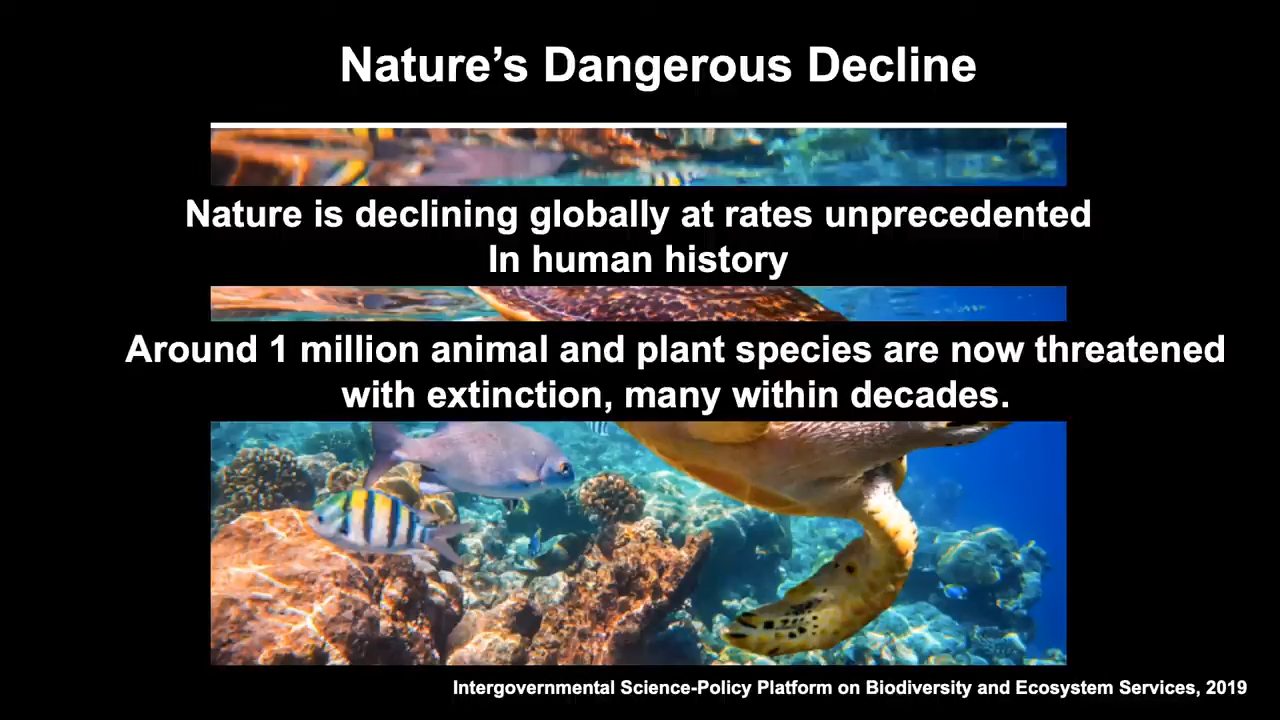 Nature’s Dangerous Decline
Nature is declining globally at rates unprecedented
In human history
Around 1 million animal and plant species are now threatened
with extinction, many within decades.
Intergovernmental Science-Policy Platform on Biodiversity and Ecosystem Services, 2019